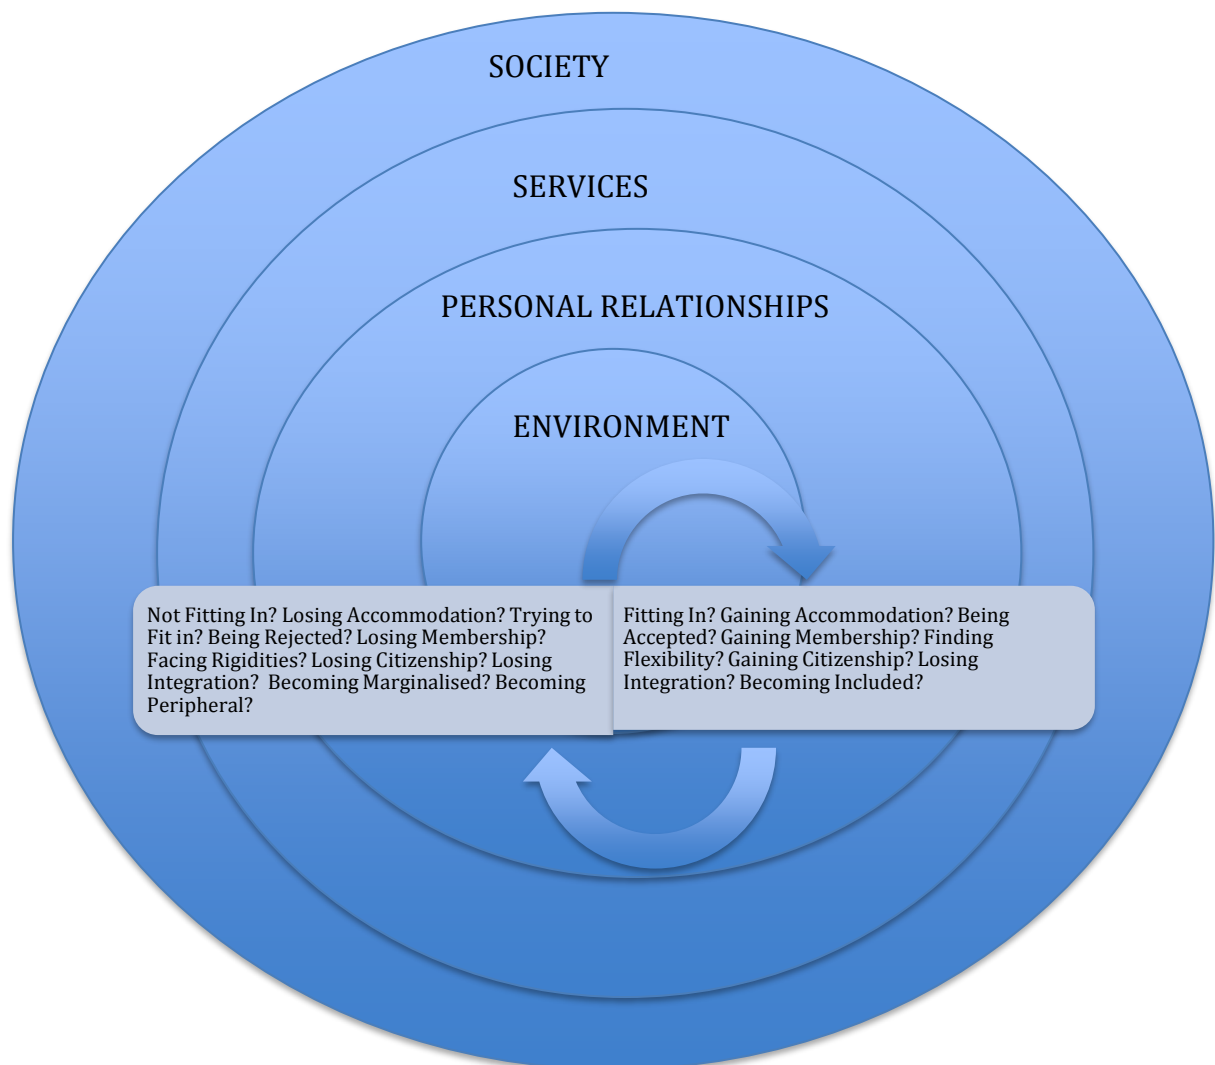 SOCIETY
SERVICES
PERSONAL RELATIONSHIPS
ENVIRONMENT
Not Fitting In? Losing Accommodation? Trying to
Fit in? Being Rejected? Losing Membership?
Facing Rigidities? Losing Citizenship? Losing
Integration?  Becoming Marginalised? Becoming
Peripheral?
Fitting In? Gaining Accommodation? Being
Accepted? Gaining Membership? Finding
Flexibility? Gaining Citizenship? Losing
Integration? Becoming Included?